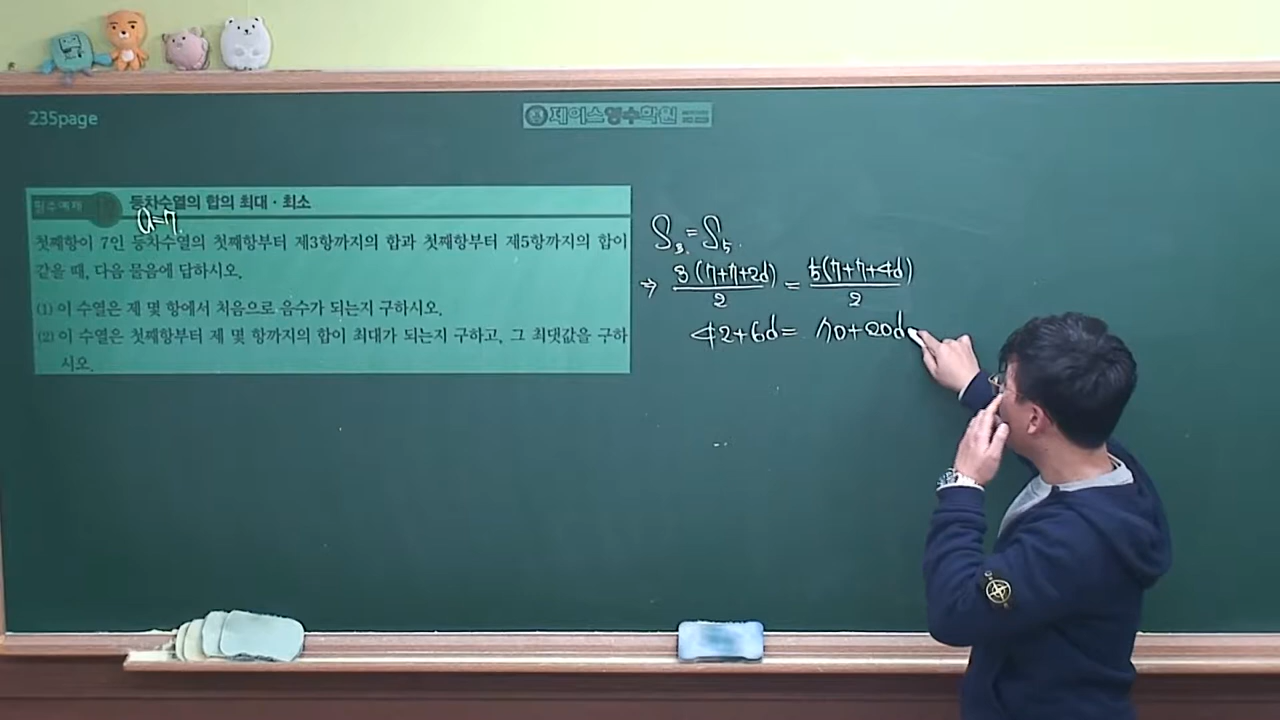 235page
제이스영수학원
필수예제
등차수열의 합의 최대 · 최소
a=7
첫째항이 7인 등차수열의 첫째항부터 제3항까지의 합과 첫째항부터 제5항까지의 합이
같을 때, 다음 물음에 답하시오.
(1) 이 수열은 제 몇 항에서 처음으로 음수가 되는지 구하시오.
(2) 이 수열은 첫째항부터 제 몇 항까지의 합이 최대가 되는지 구하고, 그 최댓값을 구하
시오.
S₃ = S₅
⇒ 3(7+7+2d)/2 = 5(7+7+4d)/2
42+6d = 70+20d